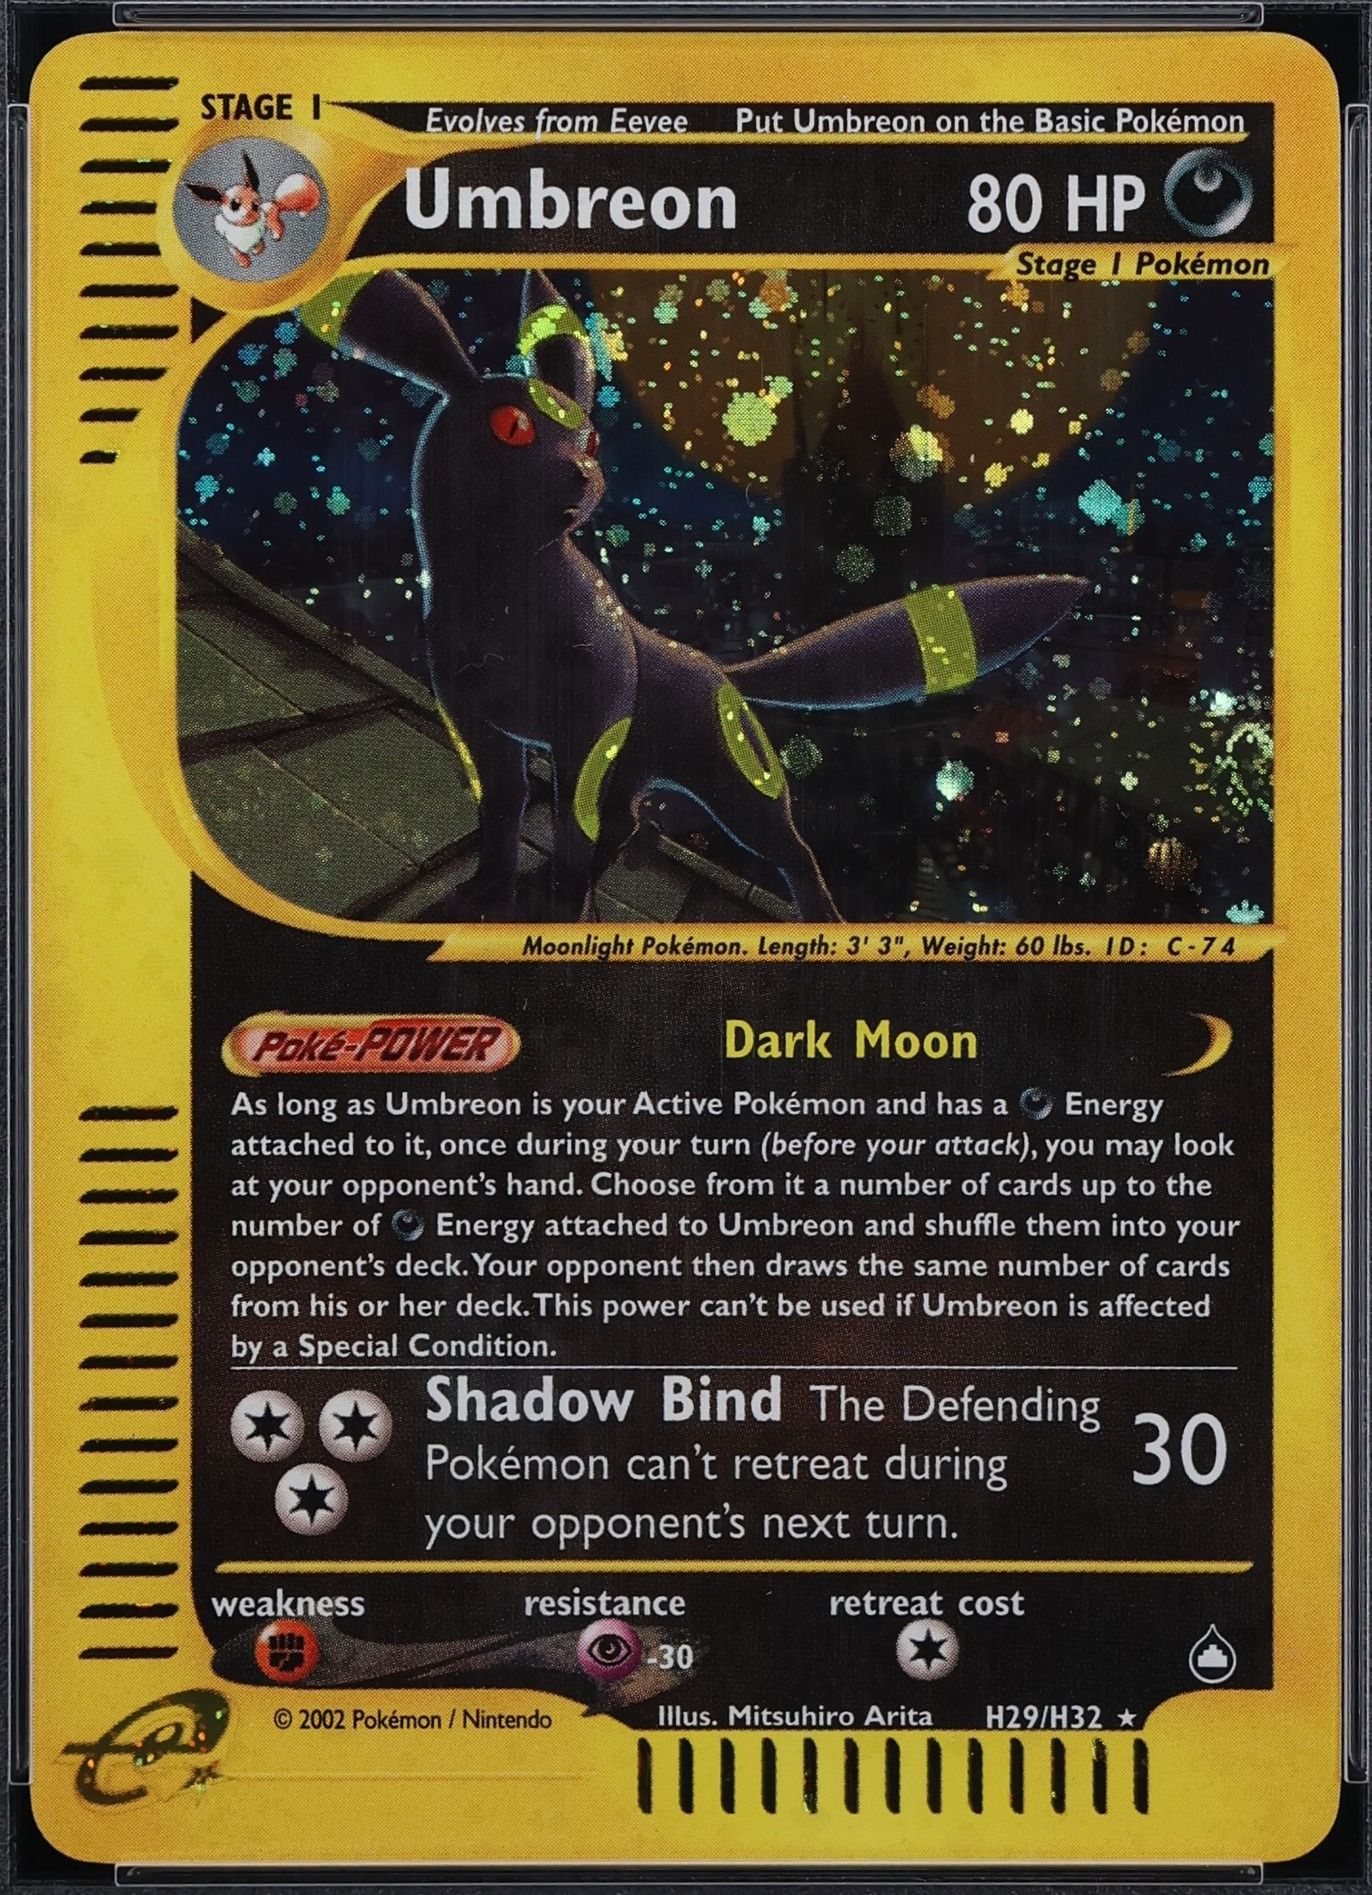 STAGE 1
Evolves from Eevee Put Umbreon on the Basic Pokémon
Umbreon 80 HP
Stage 1 Pokémon
Moonlight Pokémon. Length: 3' 3", Weight: 60 lbs. ID: C-74
Poké-POWER Dark Moon
As long as Umbreon is your Active Pokémon and has a Energy
attached to it, once during your turn (before your attack), you may look
at your opponent's hand. Choose from it a number of cards up to the
number of Energy attached to Umbreon and shuffle them into your
opponent's deck. Your opponent then draws the same number of cards
from his or her deck. This power can't be used if Umbreon is affected
by a Special Condition.
Shadow Bind The Defending
Pokémon can't retreat during
your opponent's next turn.
30
weakness resistance retreat cost
-30
© 2002 Pokémon / Nintendo Illus. Mitsuhiro Arita H29/H32 ★
e